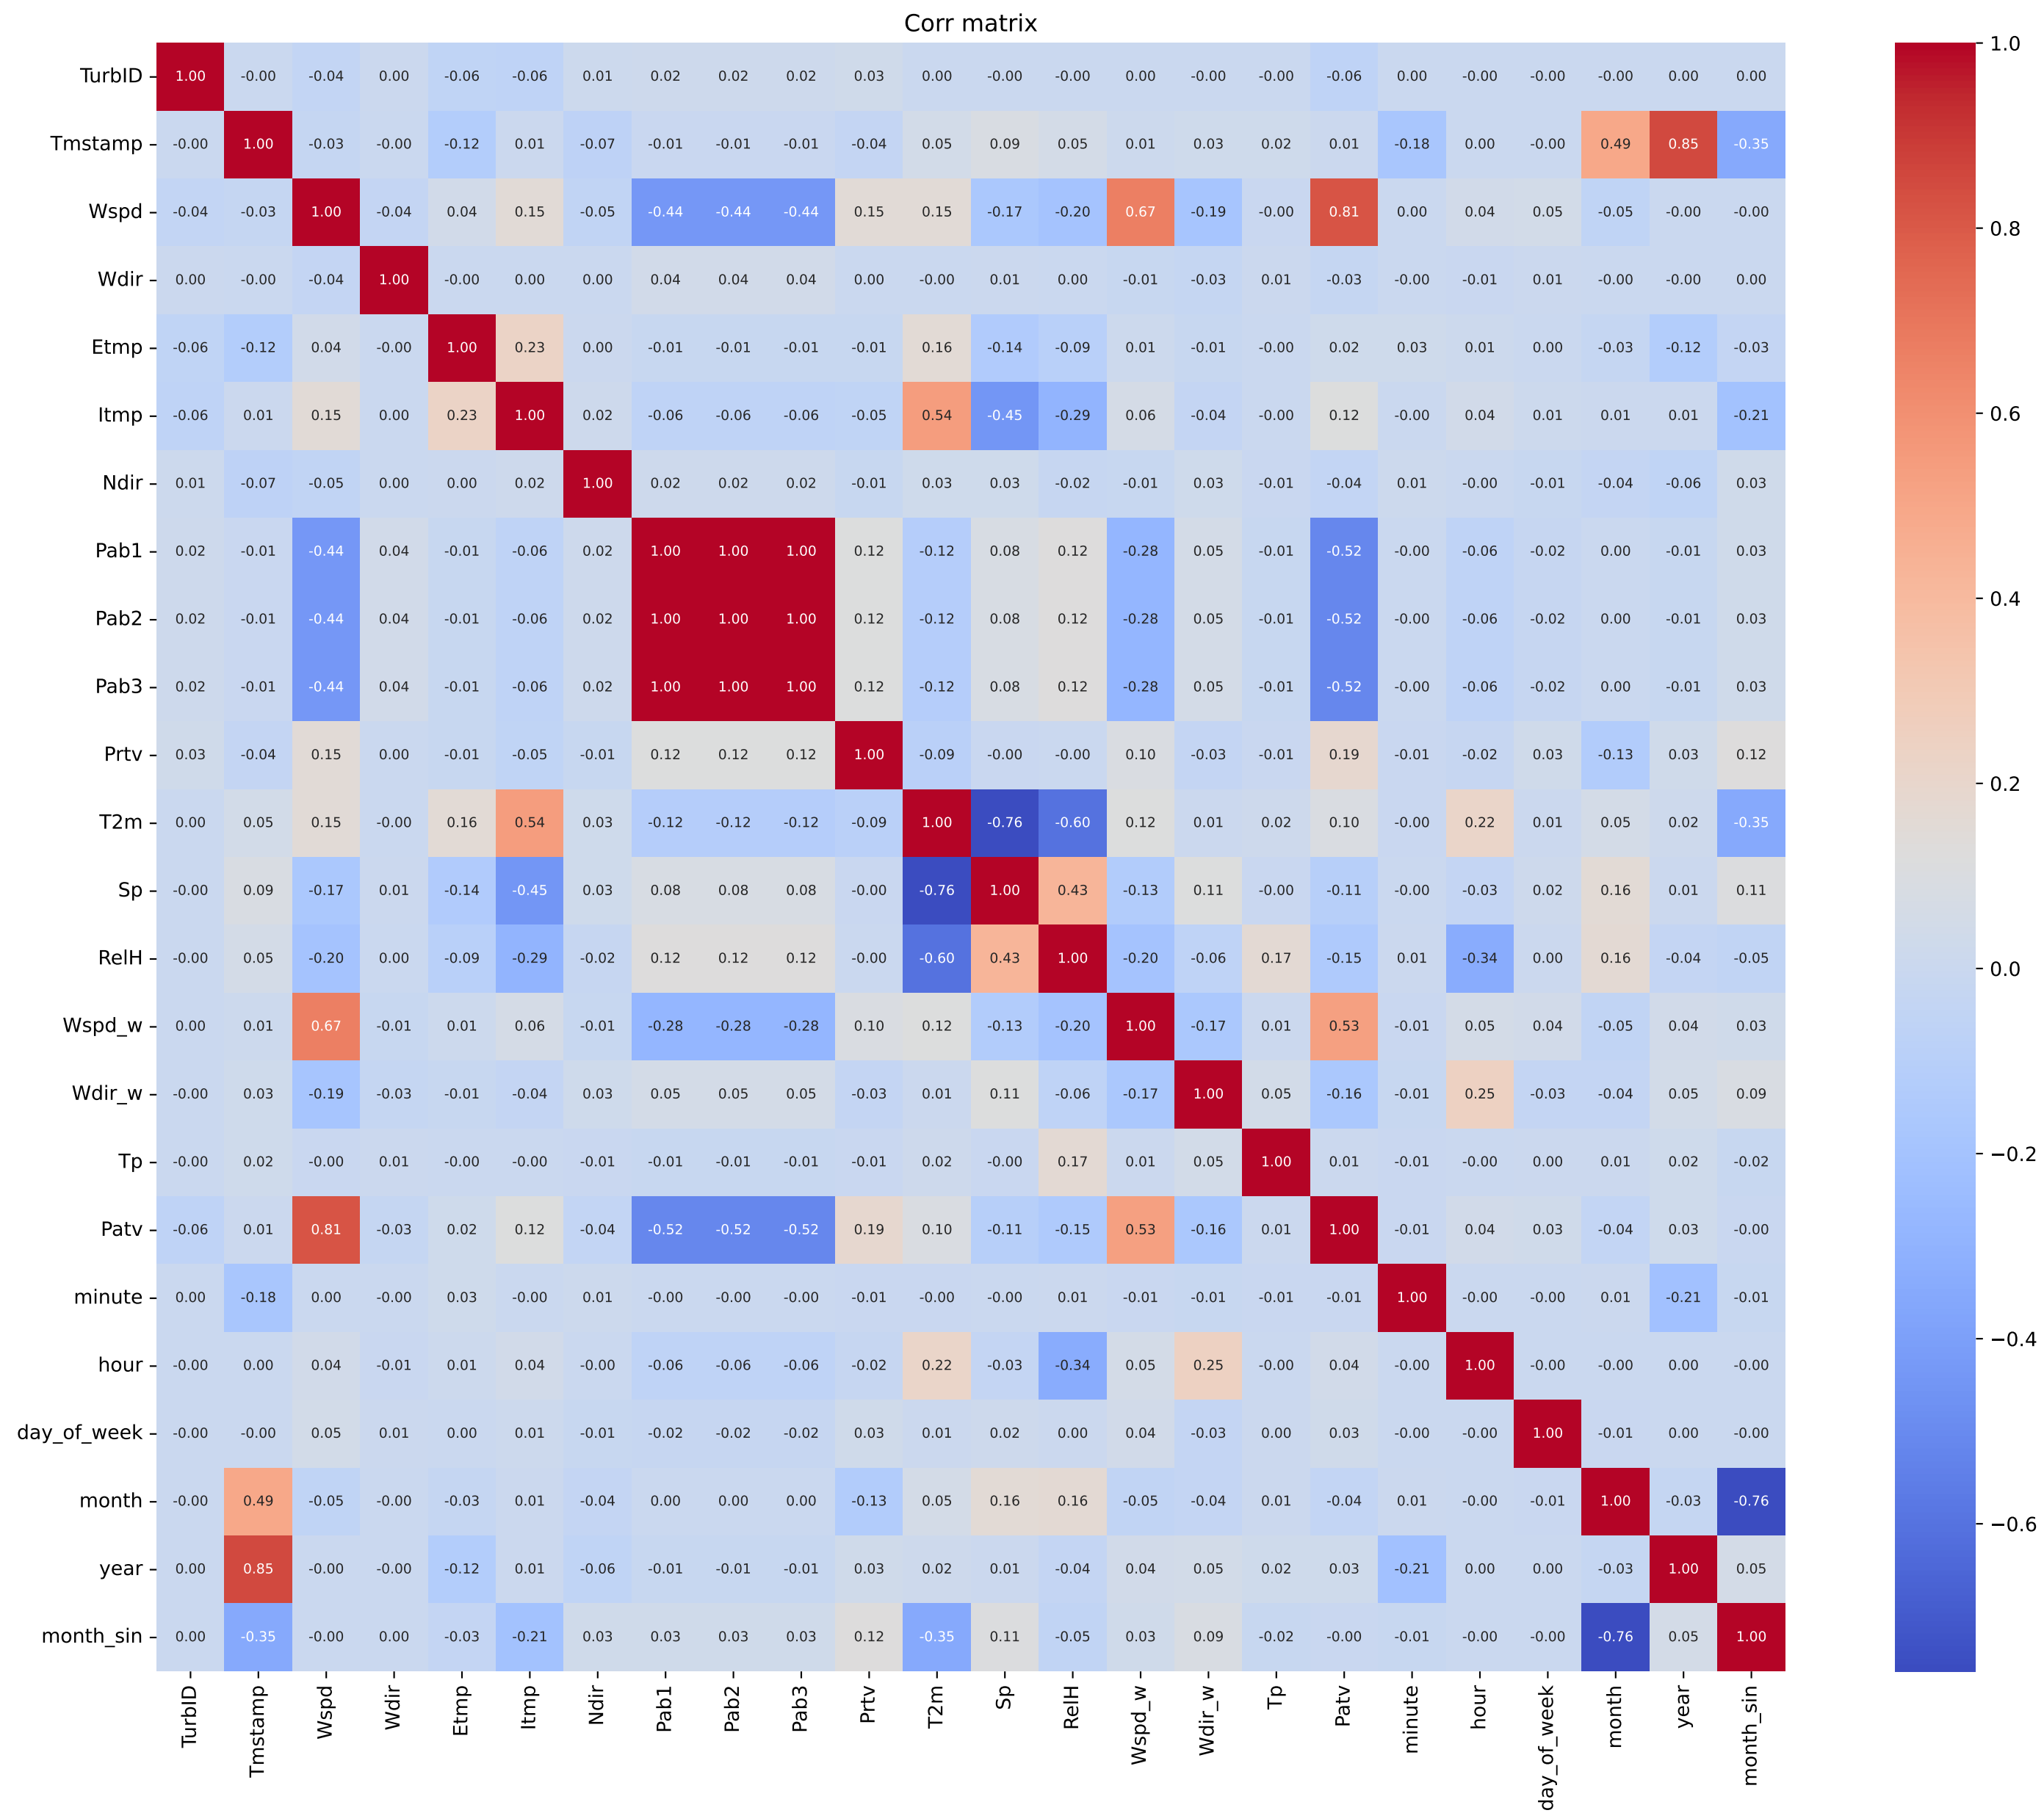 Corr matrix
TurbID 1.00 -0.00 -0.04 0.00 -0.06 -0.06 0.01 0.02 0.02 0.02 0.03 0.00 -0.00 -0.00 0.00 -0.00 -0.00 -0.06 0.00 -0.00 -0.00 -0.00 0.00 0.00
Tmstamp -0.00 1.00 -0.03 -0.00 -0.12 0.01 -0.07 -0.01 -0.01 -0.01 -0.04 0.05 0.09 0.05 0.01 0.03 0.02 0.01 -0.18 0.00 -0.00 0.49 0.85 -0.35
Wspd -0.04 -0.03 1.00 -0.04 0.04 0.15 -0.05 -0.44 -0.44 -0.44 0.15 0.15 -0.17 -0.20 0.67 -0.19 -0.00 0.81 0.00 0.04 0.05 -0.05 -0.00 -0.00
Wdir 0.00 -0.00 -0.04 1.00 -0.00 0.00 0.00 0.04 0.04 0.04 0.00 -0.00 0.01 0.00 -0.01 -0.03 0.01 -0.03 -0.00 -0.01 0.01 -0.00 -0.00 0.00
Etmp -0.06 -0.12 0.04 -0.00 1.00 0.23 0.00 -0.01 -0.01 -0.01 -0.01 0.16 -0.14 -0.09 0.01 -0.01 -0.00 0.02 0.03 0.01 0.00 -0.03 -0.12 -0.03
Itmp -0.06 0.01 0.15 0.00 0.23 1.00 0.02 -0.06 -0.06 -0.06 -0.05 0.54 -0.45 -0.29 0.06 -0.04 -0.00 0.12 -0.00 0.04 0.01 0.01 0.01 -0.21
Ndir 0.01 -0.07 -0.05 0.00 0.00 0.02 1.00 0.02 0.02 0.02 -0.01 0.03 0.03 -0.02 -0.01 0.03 -0.01 -0.04 0.01 -0.00 -0.01 -0.04 -0.06 0.03
Pab1 0.02 -0.01 -0.44 0.04 -0.01 -0.06 0.02 1.00 1.00 1.00 0.12 -0.12 0.08 0.12 -0.28 0.05 -0.01 -0.52 -0.00 -0.06 -0.02 0.00 -0.01 0.03
Pab2 0.02 -0.01 -0.44 0.04 -0.01 -0.06 0.02 1.00 1.00 1.00 0.12 -0.12 0.08 0.12 -0.28 0.05 -0.01 -0.52 -0.00 -0.06 -0.02 0.00 -0.01 0.03
Pab3 0.02 -0.01 -0.44 0.04 -0.01 -0.06 0.02 1.00 1.00 1.00 0.12 -0.12 0.08 0.12 -0.28 0.05 -0.01 -0.52 -0.00 -0.06 -0.02 0.00 -0.01 0.03
Prtv 0.03 -0.04 0.15 0.00 -0.01 -0.05 -0.01 0.12 0.12 0.12 1.00 -0.09 -0.00 -0.00 0.10 -0.03 -0.01 0.19 -0.01 -0.02 0.03 -0.13 0.03 0.12
T2m 0.00 0.05 0.15 -0.00 0.16 0.54 0.03 -0.12 -0.12 -0.12 -0.09 1.00 -0.76 -0.60 0.12 0.01 0.02 0.10 -0.00 0.22 0.01 0.05 0.02 -0.35
Sp -0.00 0.09 -0.17 0.01 -0.14 -0.45 0.03 0.08 0.08 0.08 -0.00 -0.76 1.00 0.43 -0.13 0.11 -0.00 -0.11 -0.00 -0.03 0.02 0.16 0.01 0.11
RelH -0.00 0.05 -0.20 0.00 -0.09 -0.29 -0.02 0.12 0.12 0.12 -0.00 -0.60 0.43 1.00 -0.20 -0.06 0.17 -0.15 0.01 -0.34 0.00 0.16 -0.04 -0.05
Wspd_w 0.00 0.01 0.67 -0.01 0.01 0.06 -0.01 -0.28 -0.28 -0.28 0.10 0.12 -0.13 -0.20 1.00 -0.17 0.01 0.53 -0.01 0.05 0.04 -0.05 0.04 0.03
Wdir_w -0.00 0.03 -0.19 -0.03 -0.01 -0.04 0.03 0.05 0.05 0.05 -0.03 0.01 0.11 -0.06 -0.17 1.00 0.05 -0.16 -0.01 0.25 -0.03 -0.04 0.05 0.09
Tp -0.00 0.02 -0.00 0.01 -0.00 -0.00 -0.01 -0.01 -0.01 -0.01 -0.01 0.02 -0.00 0.17 0.01 0.05 1.00 0.01 -0.01 -0.00 0.00 0.01 0.02 -0.02
Patv -0.06 0.01 0.81 -0.03 0.02 0.12 -0.04 -0.52 -0.52 -0.52 0.19 0.10 -0.11 -0.15 0.53 -0.16 0.01 1.00 -0.01 0.04 0.03 -0.04 0.03 -0.00
minute 0.00 -0.18 0.00 -0.00 0.03 -0.00 0.01 -0.00 -0.00 -0.00 -0.01 -0.00 -0.00 0.01 -0.01 -0.01 -0.01 -0.01 1.00 -0.00 -0.00 0.01 -0.21 -0.01
hour -0.00 0.00 0.04 -0.01 0.01 0.04 -0.00 -0.06 -0.06 -0.06 -0.02 0.22 -0.03 -0.34 0.05 0.25 -0.00 0.04 -0.00 1.00 -0.00 -0.00 0.00 -0.00
day_of_week -0.00 -0.00 0.05 0.01 0.00 0.01 -0.01 -0.02 -0.02 -0.02 0.03 0.01 0.02 0.00 0.04 -0.03 0.00 0.03 -0.00 -0.00 1.00 -0.01 0.00 -0.00
month -0.00 0.49 -0.05 -0.00 -0.03 0.01 -0.04 0.00 0.00 0.00 -0.13 0.05 0.16 0.16 -0.05 -0.04 0.01 -0.04 0.01 -0.00 -0.01 1.00 -0.03 -0.76
year 0.00 0.85 -0.00 -0.00 -0.12 0.01 -0.06 -0.01 -0.01 -0.01 0.03 0.02 0.01 -0.04 0.04 0.05 0.02 0.03 -0.21 0.00 0.00 -0.03 1.00 0.05
month_sin 0.00 -0.35 -0.00 0.00 -0.03 -0.21 0.03 0.03 0.03 0.03 0.12 -0.35 0.11 -0.05 0.03 0.09 -0.02 -0.00 -0.01 -0.00 -0.00 -0.76 0.05 1.00
TurbID Tmstamp Wspd Wdir Etmp Itmp Ndir Pab1 Pab2 Pab3 Prtv T2m Sp RelH Wspd_w Wdir_w Tp Patv minute hour day_of_week month year month_sin
1.0
0.8
0.6
0.4
0.2
0.0
−0.2
−0.4
−0.6